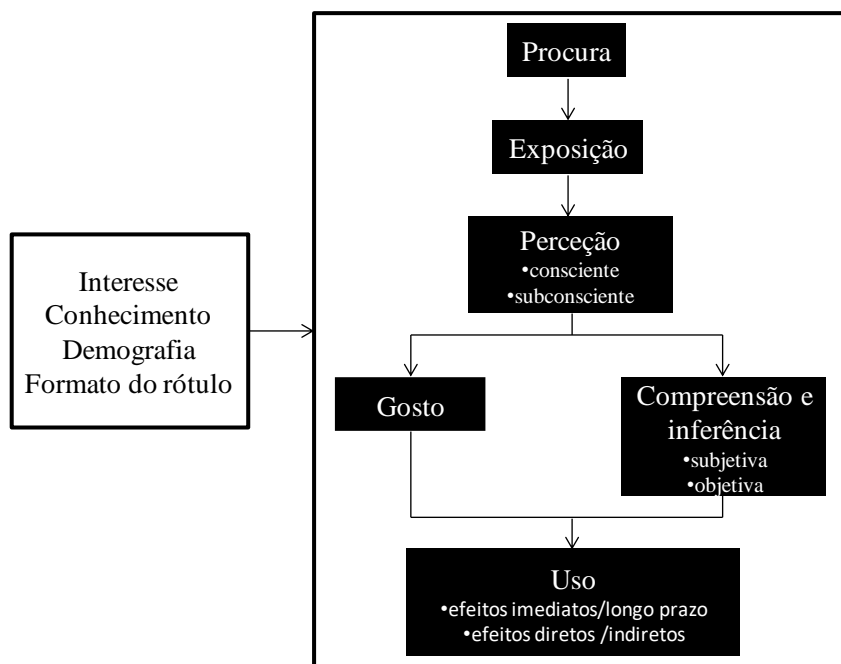 Procura
Exposição
Perceção
•consciente
•subconsciente
Interesse
Conhecimento
Demografia
Formato do rótulo
Gosto
Compreensão e
inferência
•subjetiva
•objetiva
Uso
•efeitos imediatos/longo prazo
•efeitos diretos /indiretos